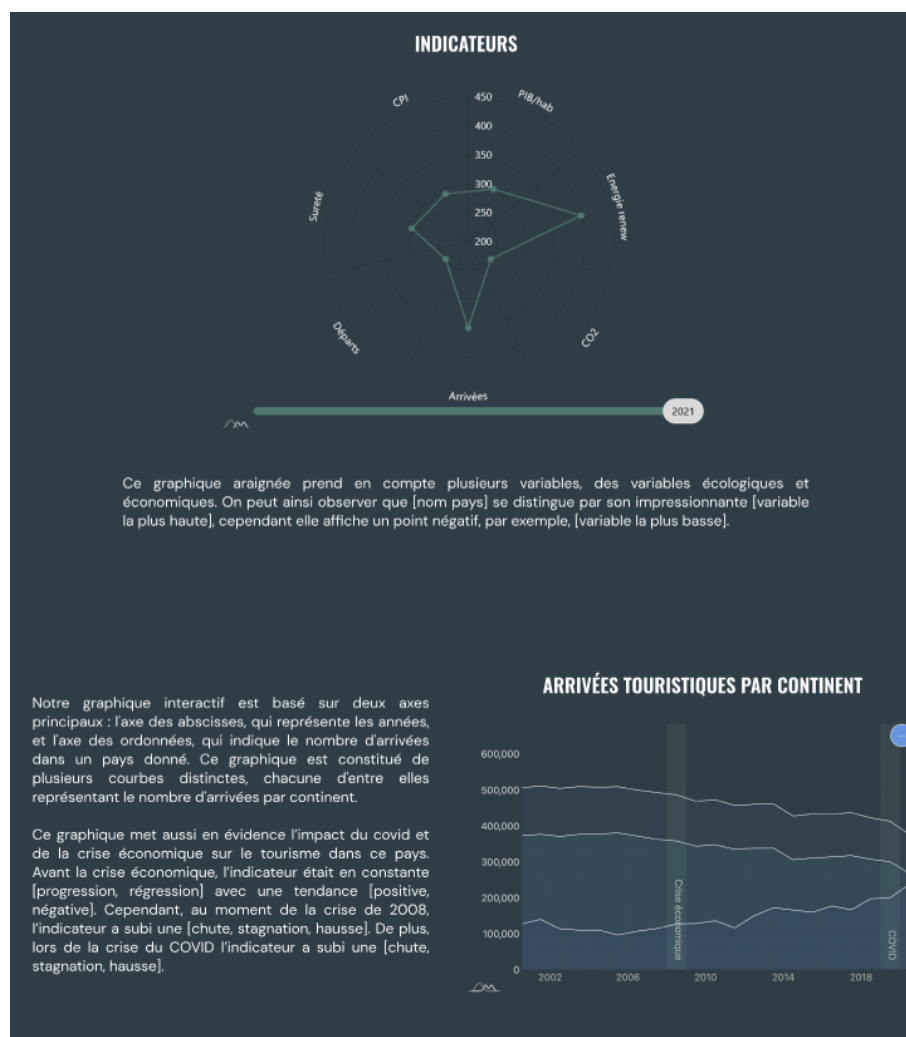 INDICATEURS
450
400
350
300
250
200
CPI
PIB/hab
Energie renew
CO2
Arrivées
Départs
Sureté
2021
Ce graphique araignée prend en compte plusieurs variables, des variables écologiques et
économiques. On peut ainsi observer que [nom pays] se distingue par son impressionnante [variable
la plus haute], cependant elle affiche un point négatif, par exemple, [variable la plus basse].
Notre graphique interactif est basé sur deux axes
principaux : l'axe des abscisses, qui représente les années,
et l'axe des ordonnées, qui indique le nombre d'arrivées
dans un pays donné. Ce graphique est constitué de
plusieurs courbes distinctes, chacune d'entre elles
représentant le nombre d'arrivées par continent.
Ce graphique met aussi en évidence l'impact du covid et
de la crise économique sur le tourisme dans ce pays.
Avant la crise économique, l'indicateur était en constante
[progression, régression] avec une tendance [positive,
négative]. Cependant, au moment de la crise de 2008,
l'indicateur a subi une [chute, stagnation, hausse]. De plus,
lors de la crise du COVID l'indicateur a subi une [chute,
stagnation, hausse].
ARRIVÉES TOURISTIQUES PAR CONTINENT
600,000
500,000
400,000
300,000
200,000
100,000
0
Crise économique
COVID
2002
2006
2010
2014
2018